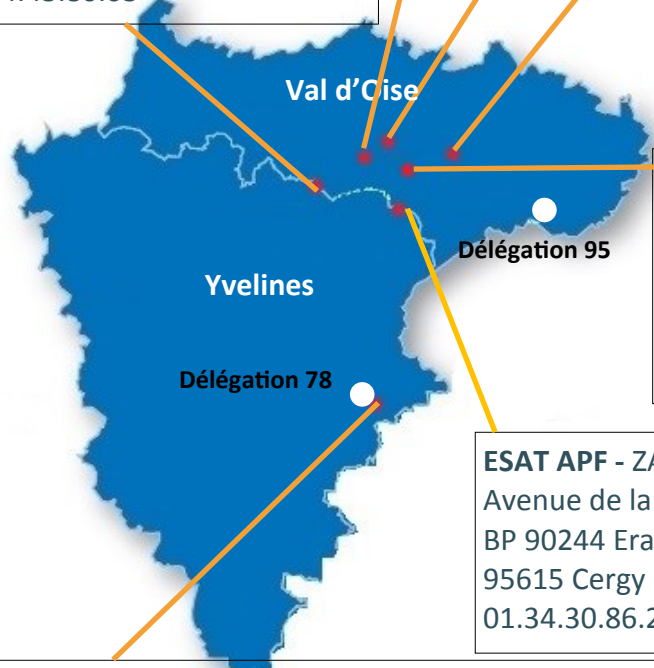 Val d'Oise
Délégation 95
Yvelines
Délégation 78
ESAT APF - ZA
Avenue de la
BP 90244
95615 Cergy
01.34.30.86.2